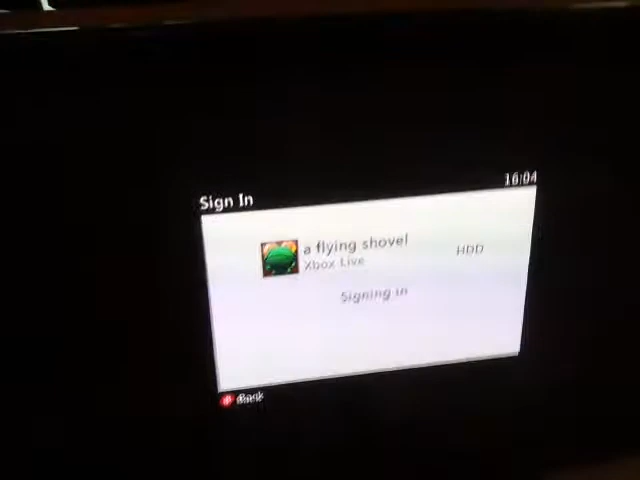 Sign In
16:04
a flying shovel
Xbox Live
HDD
Signing in
Back